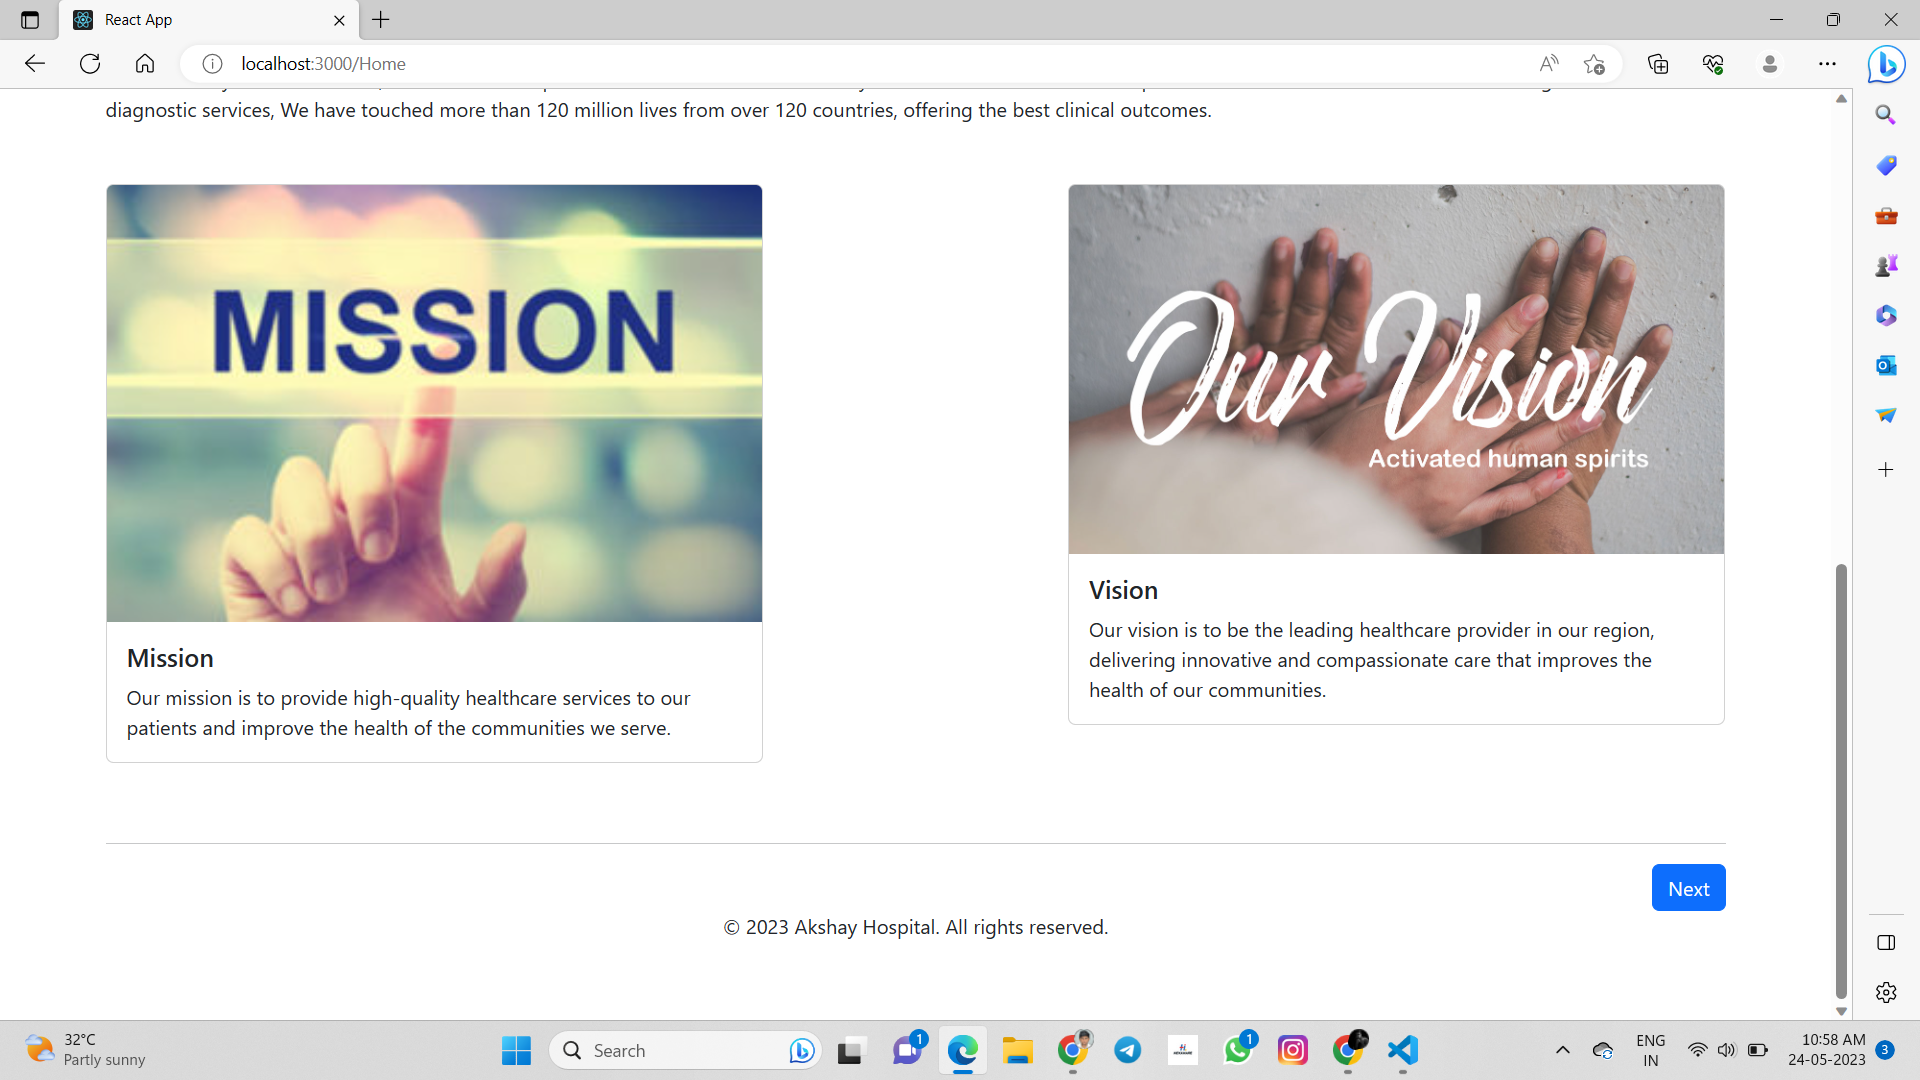 React App
localhost:3000/Home
diagnostic services, We have touched more than 120 million lives from over 120 countries, offering the best clinical outcomes.
MISSION
Our Vision
Activated human spirits
Mission
Our mission is to provide high-quality healthcare services to our
patients and improve the health of the communities we serve.
Vision
Our vision is to be the leading healthcare provider in our region,
delivering innovative and compassionate care that improves the
health of our communities.
Next
© 2023 Akshay Hospital. All rights reserved.
32°C
Partly sunny
Search
1
1
ENG
IN
10:58 AM
24-05-2023
3